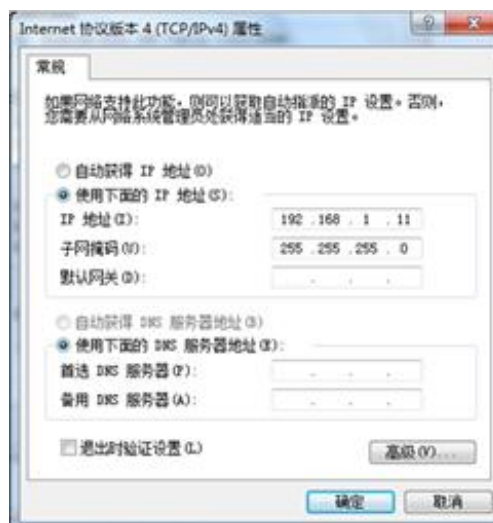 Internet 协议版本 4 (TCP/IPv4) 属性
常规
如果网络支持此功能，则可以获取自动指派的 IP 设置。否则，
您需要从网络系统管理员处获得适当的 IP 设置。
自动获得 IP 地址(O)
使用下面的 IP 地址(S):
IP 地址(I): 192 .168 . 1 . 11
子网掩码(U): 255 .255 .255 . 0
默认网关(D): . . .
自动获得 DNS 服务器地址(B)
使用下面的 DNS 服务器地址(E):
首选 DNS 服务器(P): . . .
备用 DNS 服务器(A): . . .
退出时验证设置(L)
高级(V)...
确定 取消